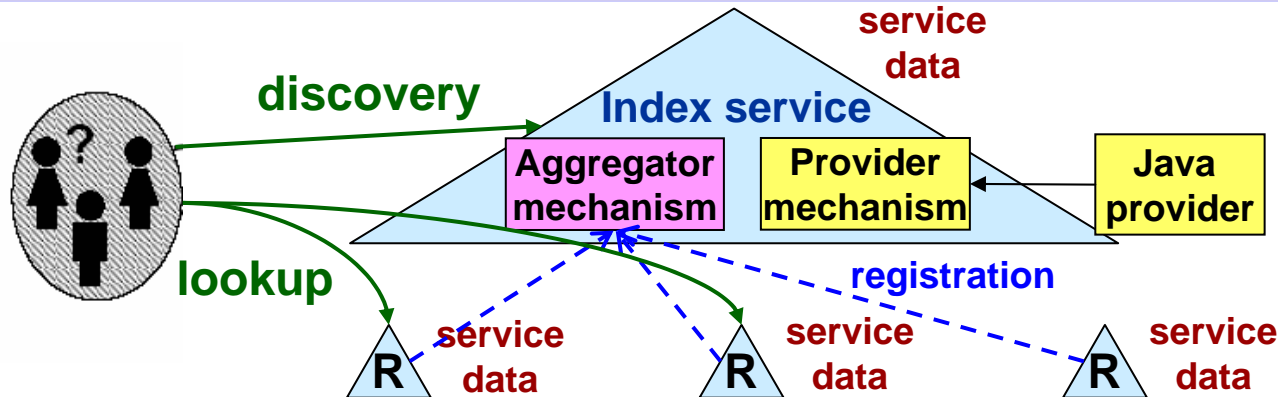 service
data
discovery
Index service
?
Aggregator
mechanism
Provider
mechanism
Java
provider
lookup
registration
R
service
data
R
service
data
R
service
data